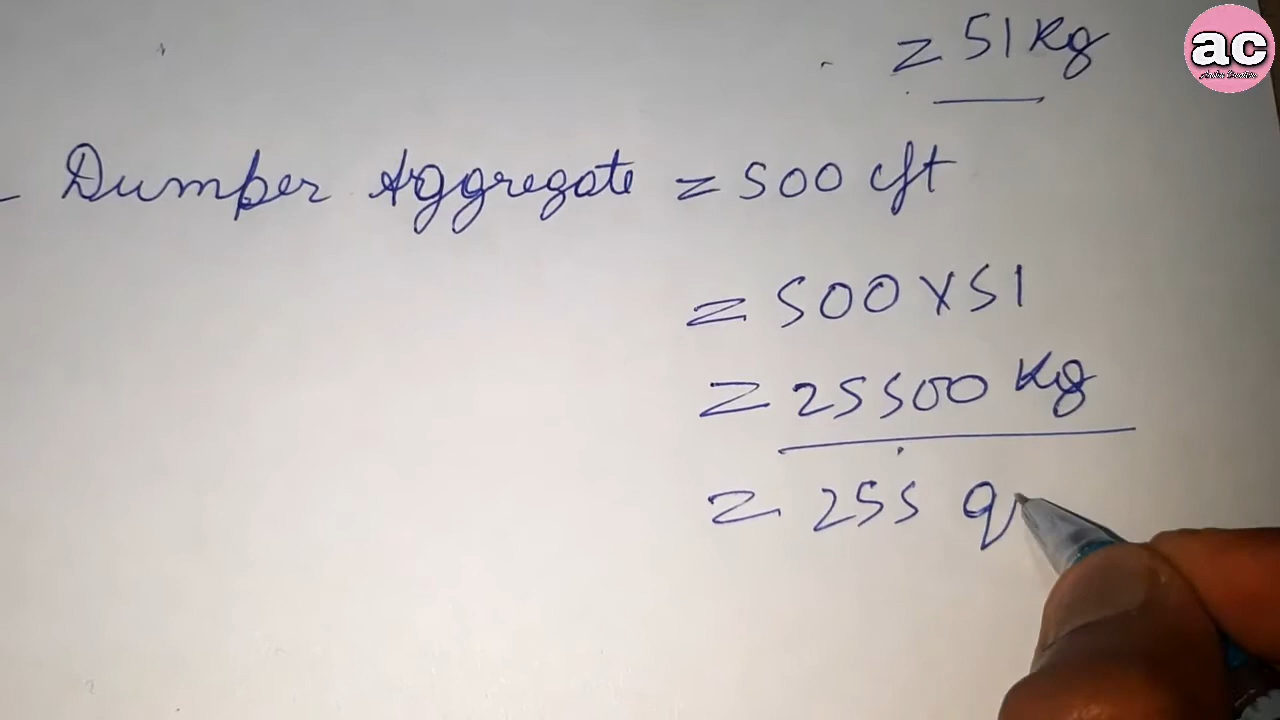 = 51 Kg
ac
- Dumper Aggregate = 500 cft
= 500 X 51
= 25500 Kg
= 255 q